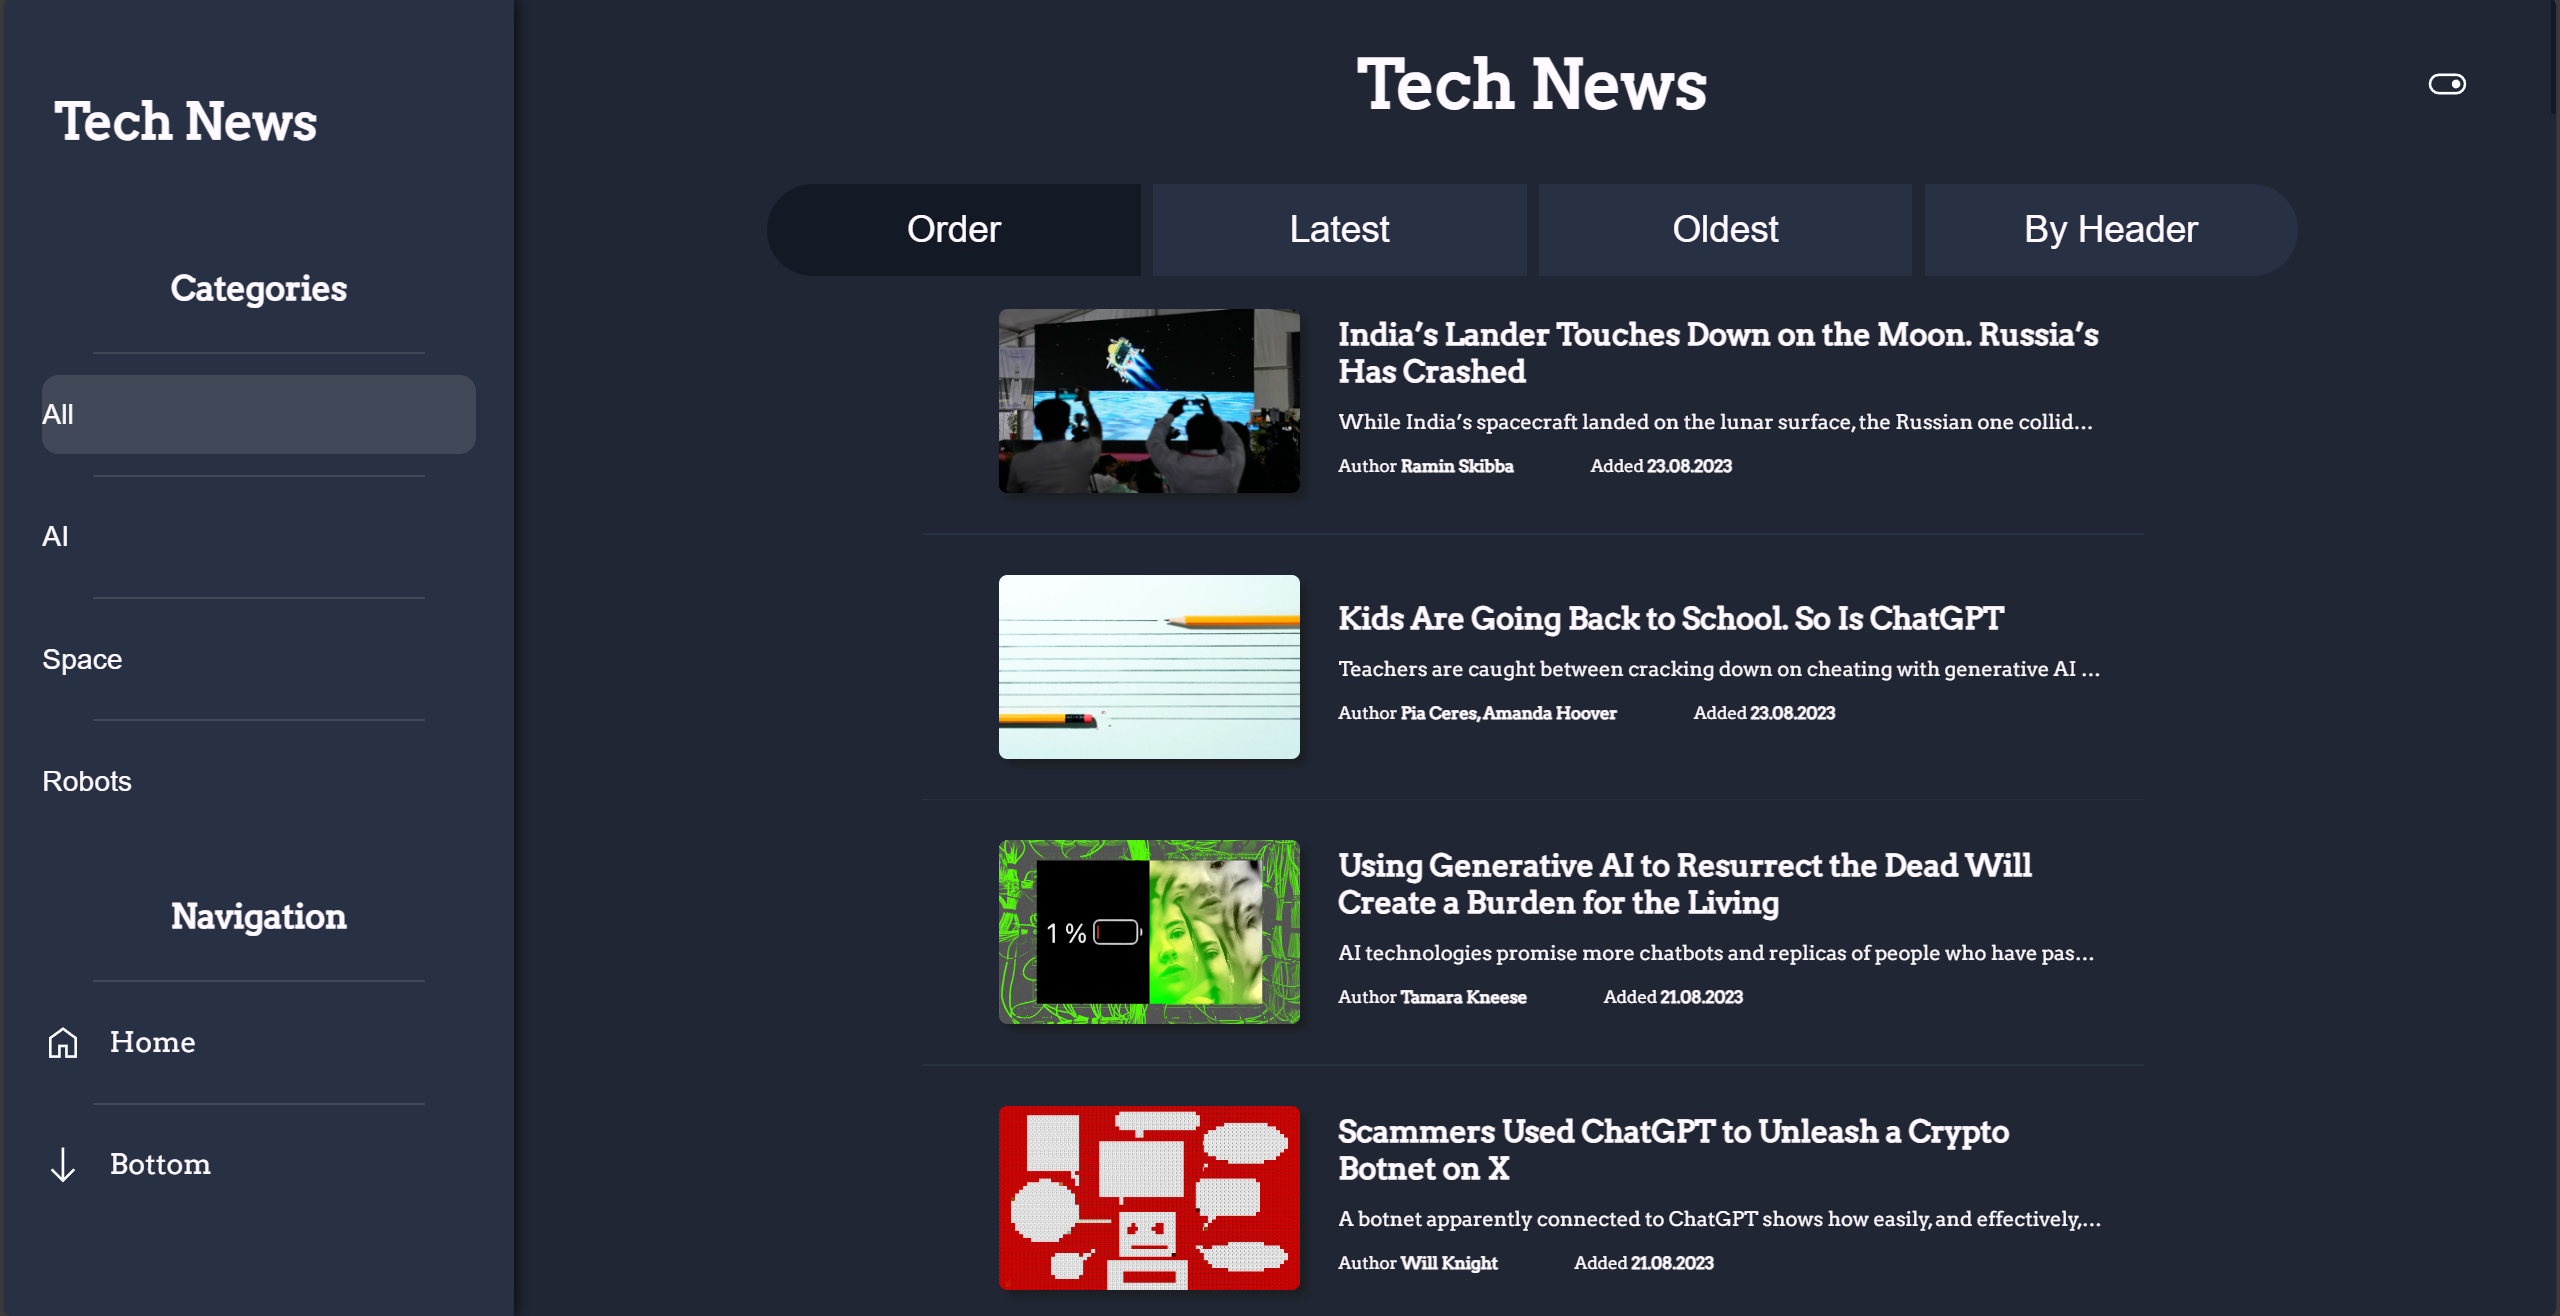 Tech News
Categories
All
AI
Space
Robots
Navigation
Home
Bottom
Tech News
Order
Latest
Oldest
By Header
India’s Lander Touches Down on the Moon. Russia’s
Has Crashed
While India’s spacecraft landed on the lunar surface, the Russian one collid...
Author Ramin Skibba Added 23.08.2023
Kids Are Going Back to School. So Is ChatGPT
Teachers are caught between cracking down on cheating with generative AI ...
Author Pia Ceres, Amanda Hoover Added 23.08.2023
1 %
Using Generative AI to Resurrect the Dead Will
Create a Burden for the Living
AI technologies promise more chatbots and replicas of people who have pas...
Author Tamara Kneese Added 21.08.2023
Scammers Used ChatGPT to Unleash a Crypto
Botnet on X
A botnet apparently connected to ChatGPT shows how easily, and effectively,...
Author Will Knight Added 21.08.2023